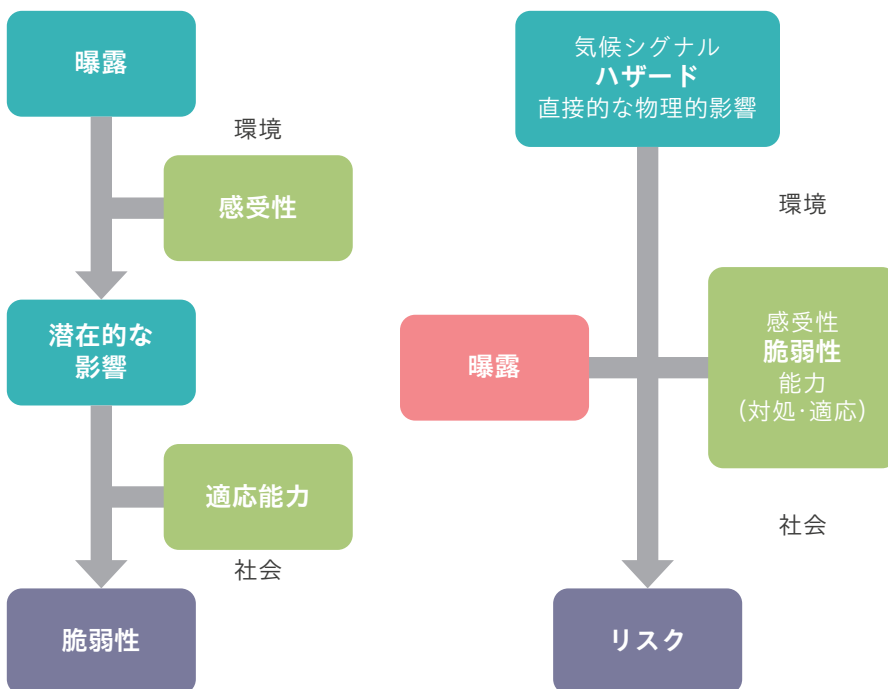 曝露
環境
感受性
潜在的な
影響
適応能力
社会
脆弱性
気候シグナル
ハザード
直接的な物理的影響
環境
曝露
感受性
脆弱性
能力
(対処･適応)
社会
リスク